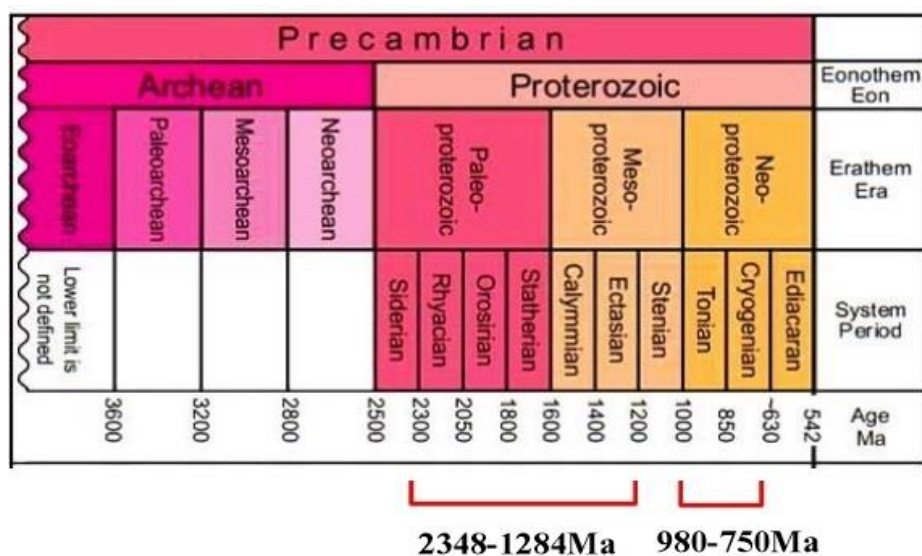 Precambrian
Archean
Proterozoic
Eonothem
Eon
Eoarchean
Paleoarchean
Mesoarchean
Neoarchean
Paleo-
proterozoic
Meso-
proterozoic
Neo-
proterozoic
Erathem
Era
Lower limit is
not defined
Siderian
Rhyacian
Orosirian
Statherian
Calymmian
Ectasian
Stenian
Tonian
Cryogenian
Ediacaran
System
Period
3600
3200
2800
2500
2300
2050
1800
1600
1400
1200
1000
850
~630
542
Age
Ma
2348-1284Ma
980-750Ma